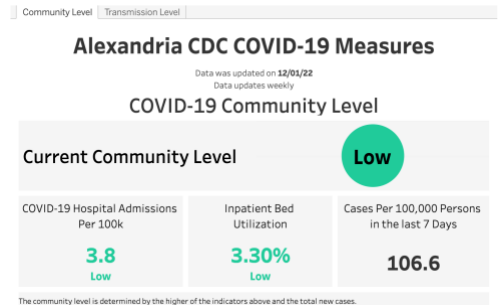 Community Level Transmission Level
Alexandria CDC COVID-19 Measures
Data was updated on 12/01/22
Data updates weekly
COVID-19 Community Level
Current Community Level Low
COVID-19 Hospital Admissions
Per 100k
3.8
Low
Inpatient Bed
Utilization
3.30%
Low
Cases Per 100,000 Persons
in the last 7 Days
106.6
The community level is determined by the higher of the indicators above and the total new cases.